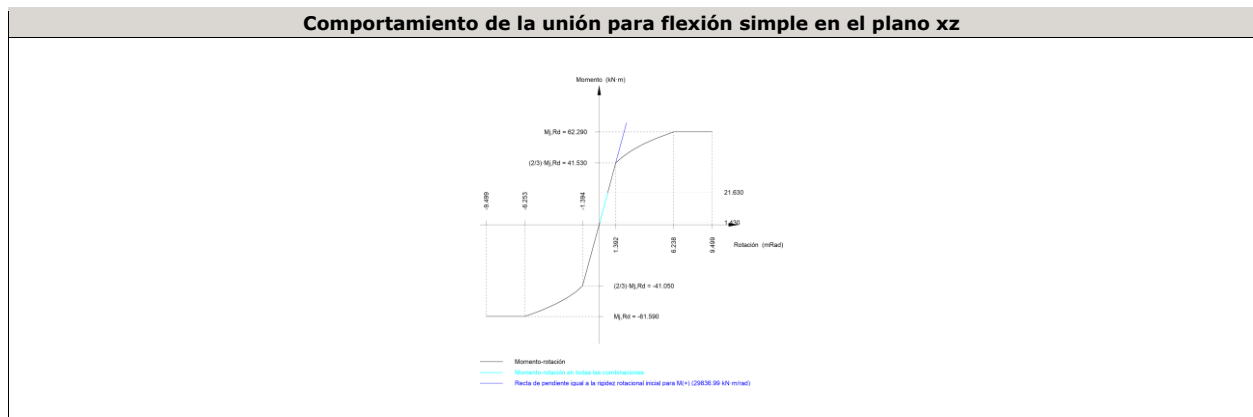 Comportamiento de la unión para flexión simple en el plano xz
Momento (kN·m)
Mj,Rd = 62.290
(2/3)·Mj,Rd = 41.530
21.630
-9.499
-6.253
-1.394
1.430
1.392
6.238
9.499
Rotación (mRad)
(2/3)·Mj,Rd = -41.050
Mj,Rd = -61.590
Momento-rotación
Momento-rotación en todas las combinaciones
Recta de pendiente igual a la rigidez rotacional inicial para M(+) (29836.99 kN·m/rad)